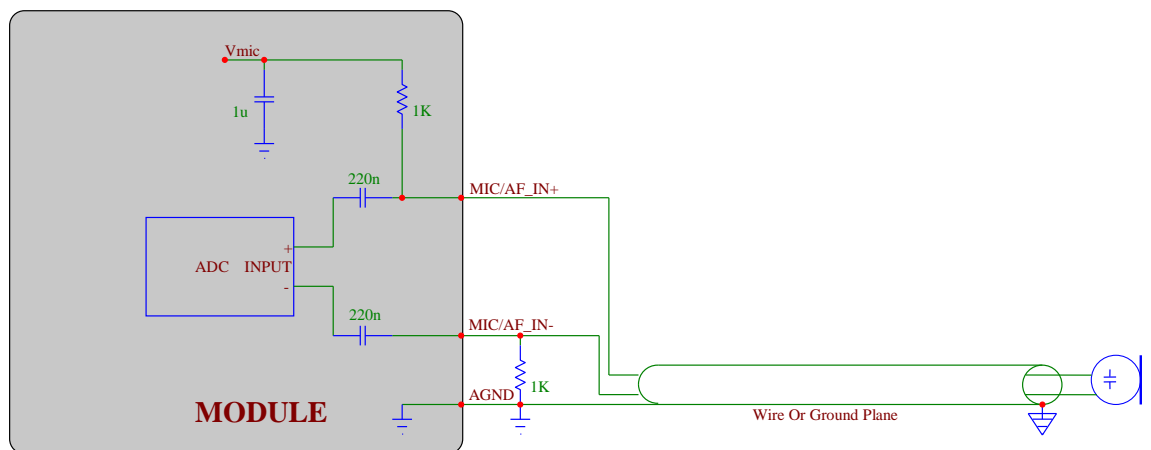 Vmic
1u
1K
220n
MIC/AF_IN+
+
ADC INPUT
-
220n
MIC/AF_IN-
1K
AGND
MODULE
Wire Or Ground Plane